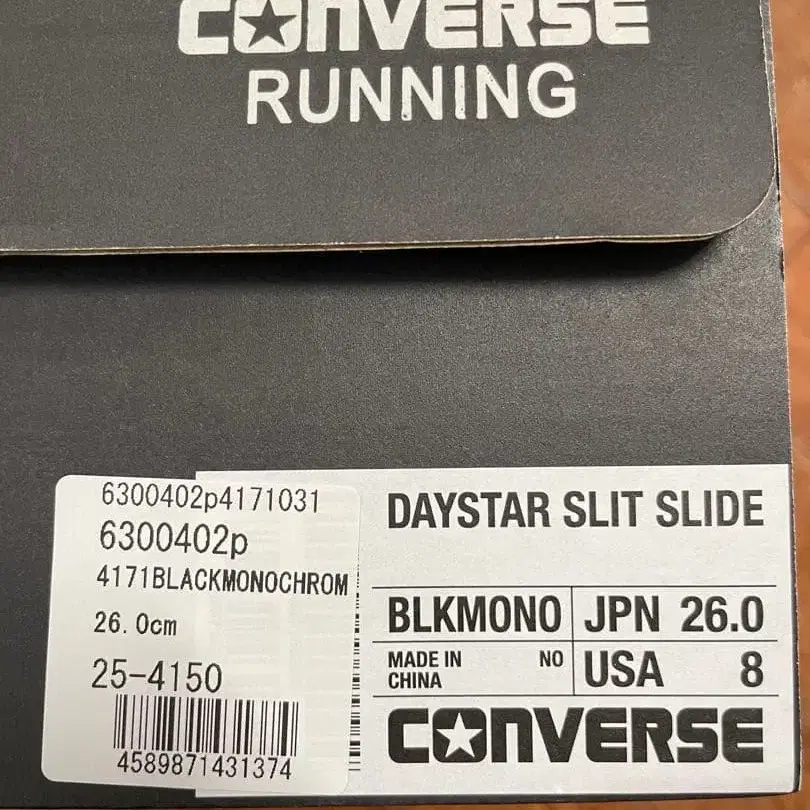 CONVERSE
RUNNING
6300402p4171031
6300402p
4171BLACKMONOCHROM
26.0cm
25-4150
4589871431374
DAYSTAR SLIT SLIDE
BLKMONO JPN 26.0
MADE IN CHINA NO USA 8
CONVERSE